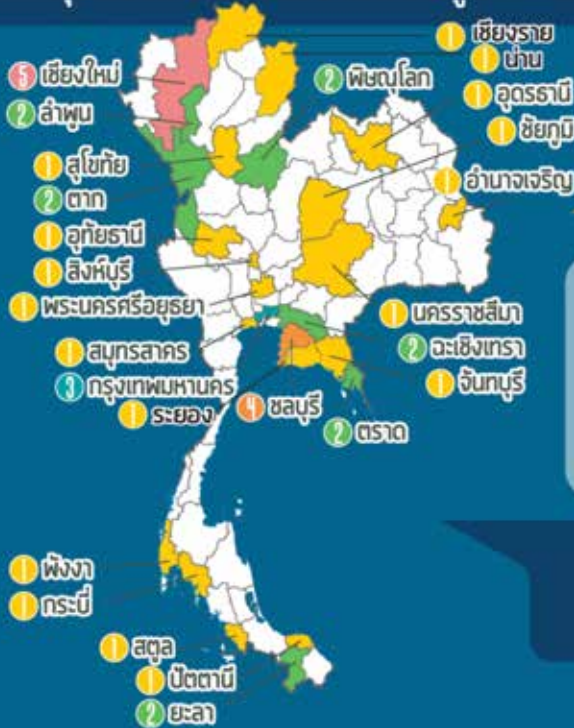 1 เชียงราย
1 น่าน
5 เชียงใหม่
2 พิษณุโลก
2 ลำพูน
1 อุดรธานี
1 ชัยภูมิ
1 สุโขทัย
1 อำนาจเจริญ
2 ตาก
1 อุทัยธานี
1 สิงห์บุรี
1 พระนครศรีอยุธยา
1 นครราชสีมา
1 สมุทรสาคร
2 ฉะเชิงเทรา
3 กรุงเทพมหานคร
1 จันทบุรี
1 ระยอง
4 ชลบุรี
2 ตราด
1 พังงา
1 กระบี่
1 สตูล
1 ปัตตานี
2 ยะลา